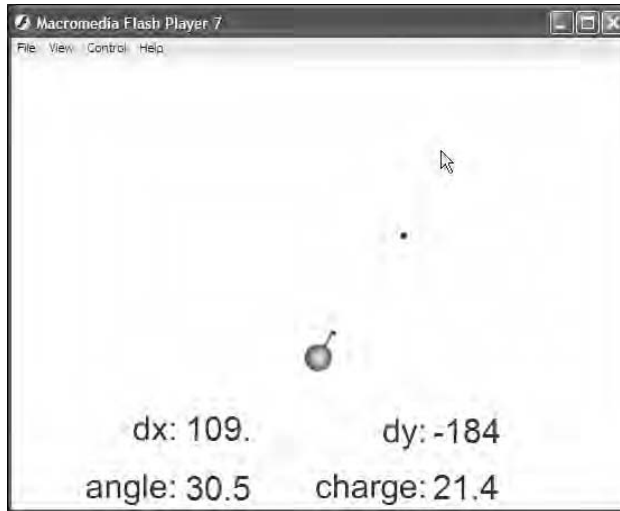 Macromedia Flash Player 7
File View Control Help
dx: 109. dy: -184
angle: 30.5 charge: 21.4